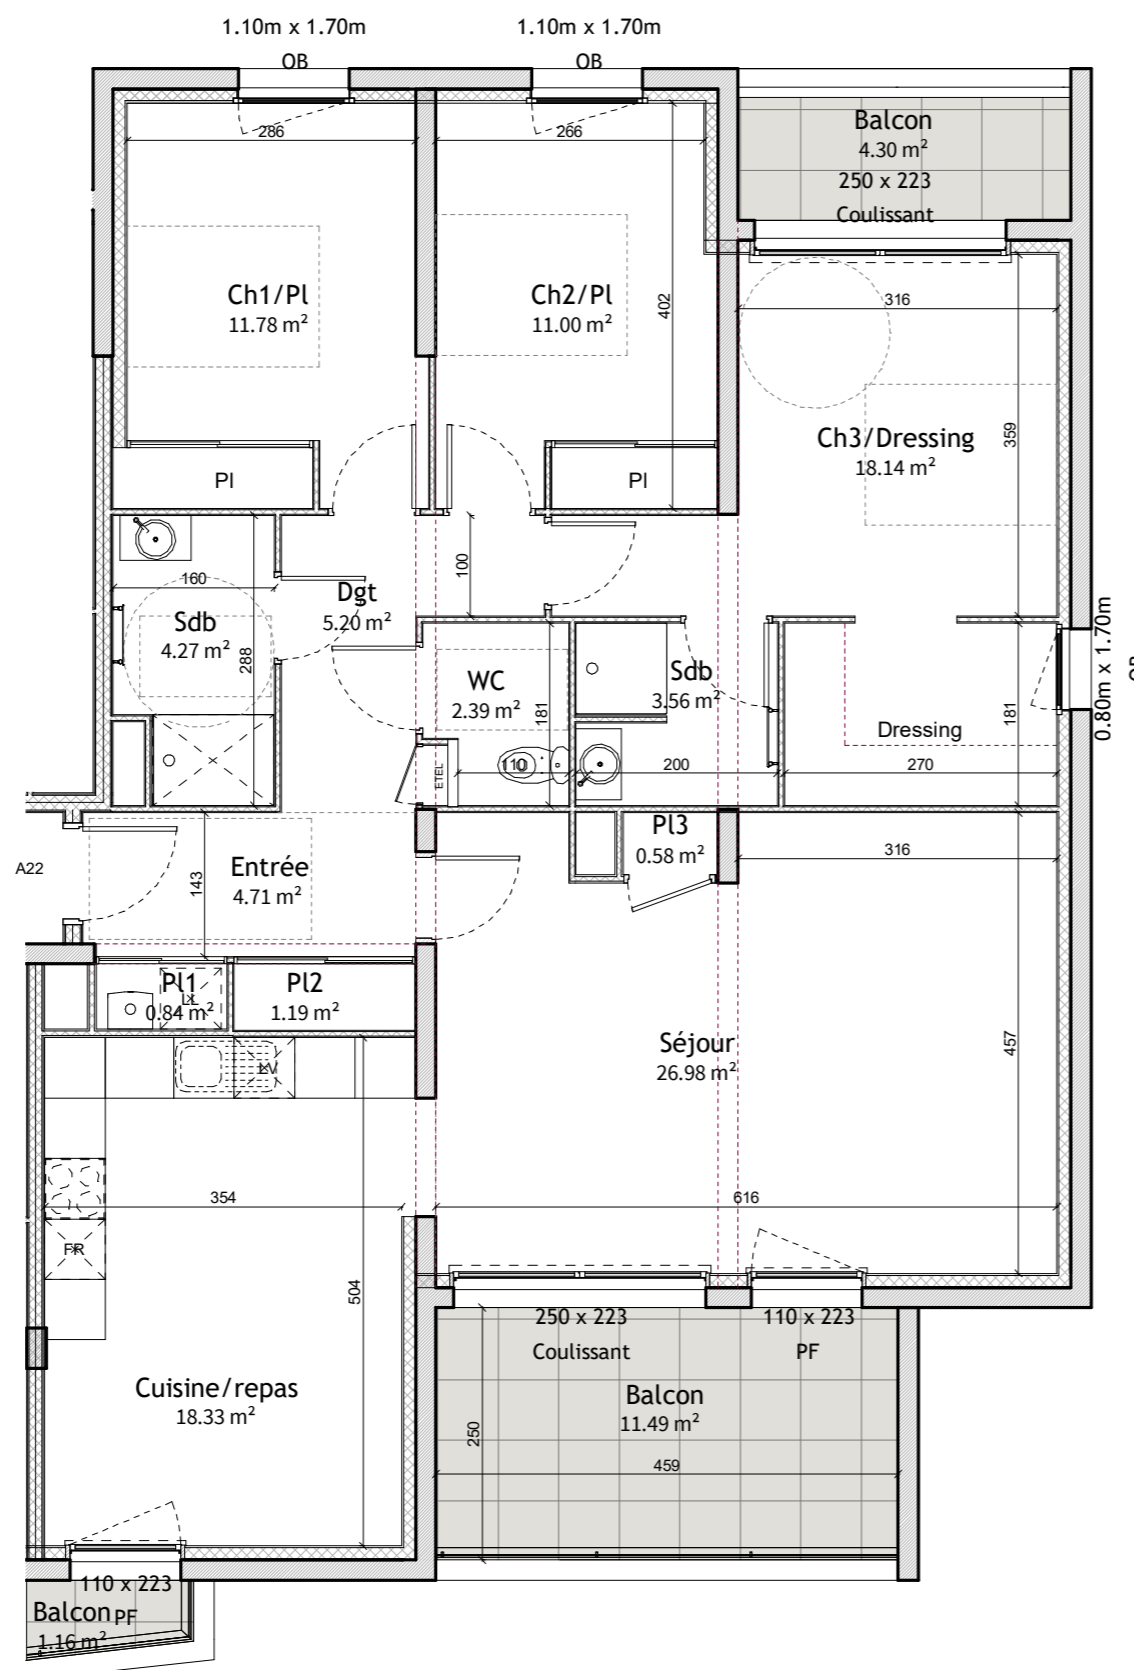 1.10m x 1.70m
OB
1.10m x 1.70m
OB
Balcon
4.30 m²
250 x 223
Coulissant
286
266
402
316
Ch1/Pl
11.78 m²
Ch2/Pl
11.00 m²
Ch3/Dressing
18.14 m²
359
Pl
Pl
160
Sdb
4.27 m²
288
Dgt
5.20 m²
100
WC
2.39 m²
181
110
ETEL
Sdb
3.56 m²
200
Dressing
270
181
0.80m x 1.70m
OB
A22
Entrée
4.71 m²
143
Pl3
0.58 m²
316
Pl1
0.84 m²
LL
Pl2
1.19 m²
LV
Séjour
26.98 m²
457
354
616
FR
504
Cuisine/repas
18.33 m²
250 x 223
Coulissant
110 x 223
PF
Balcon
11.49 m²
250
459
110 x 223
PF
Balcon
1.16 m²